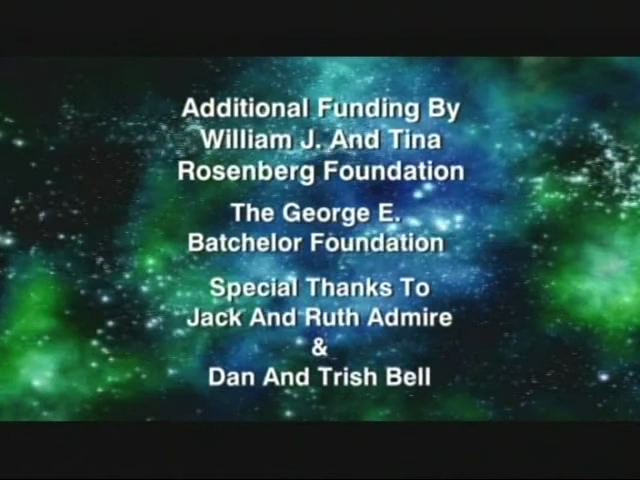 Additional Funding By
William J. And Tina
Rosenberg Foundation
The George E.
Batchelor Foundation
Special Thanks To
Jack And Ruth Admire
&
Dan And Trish Bell